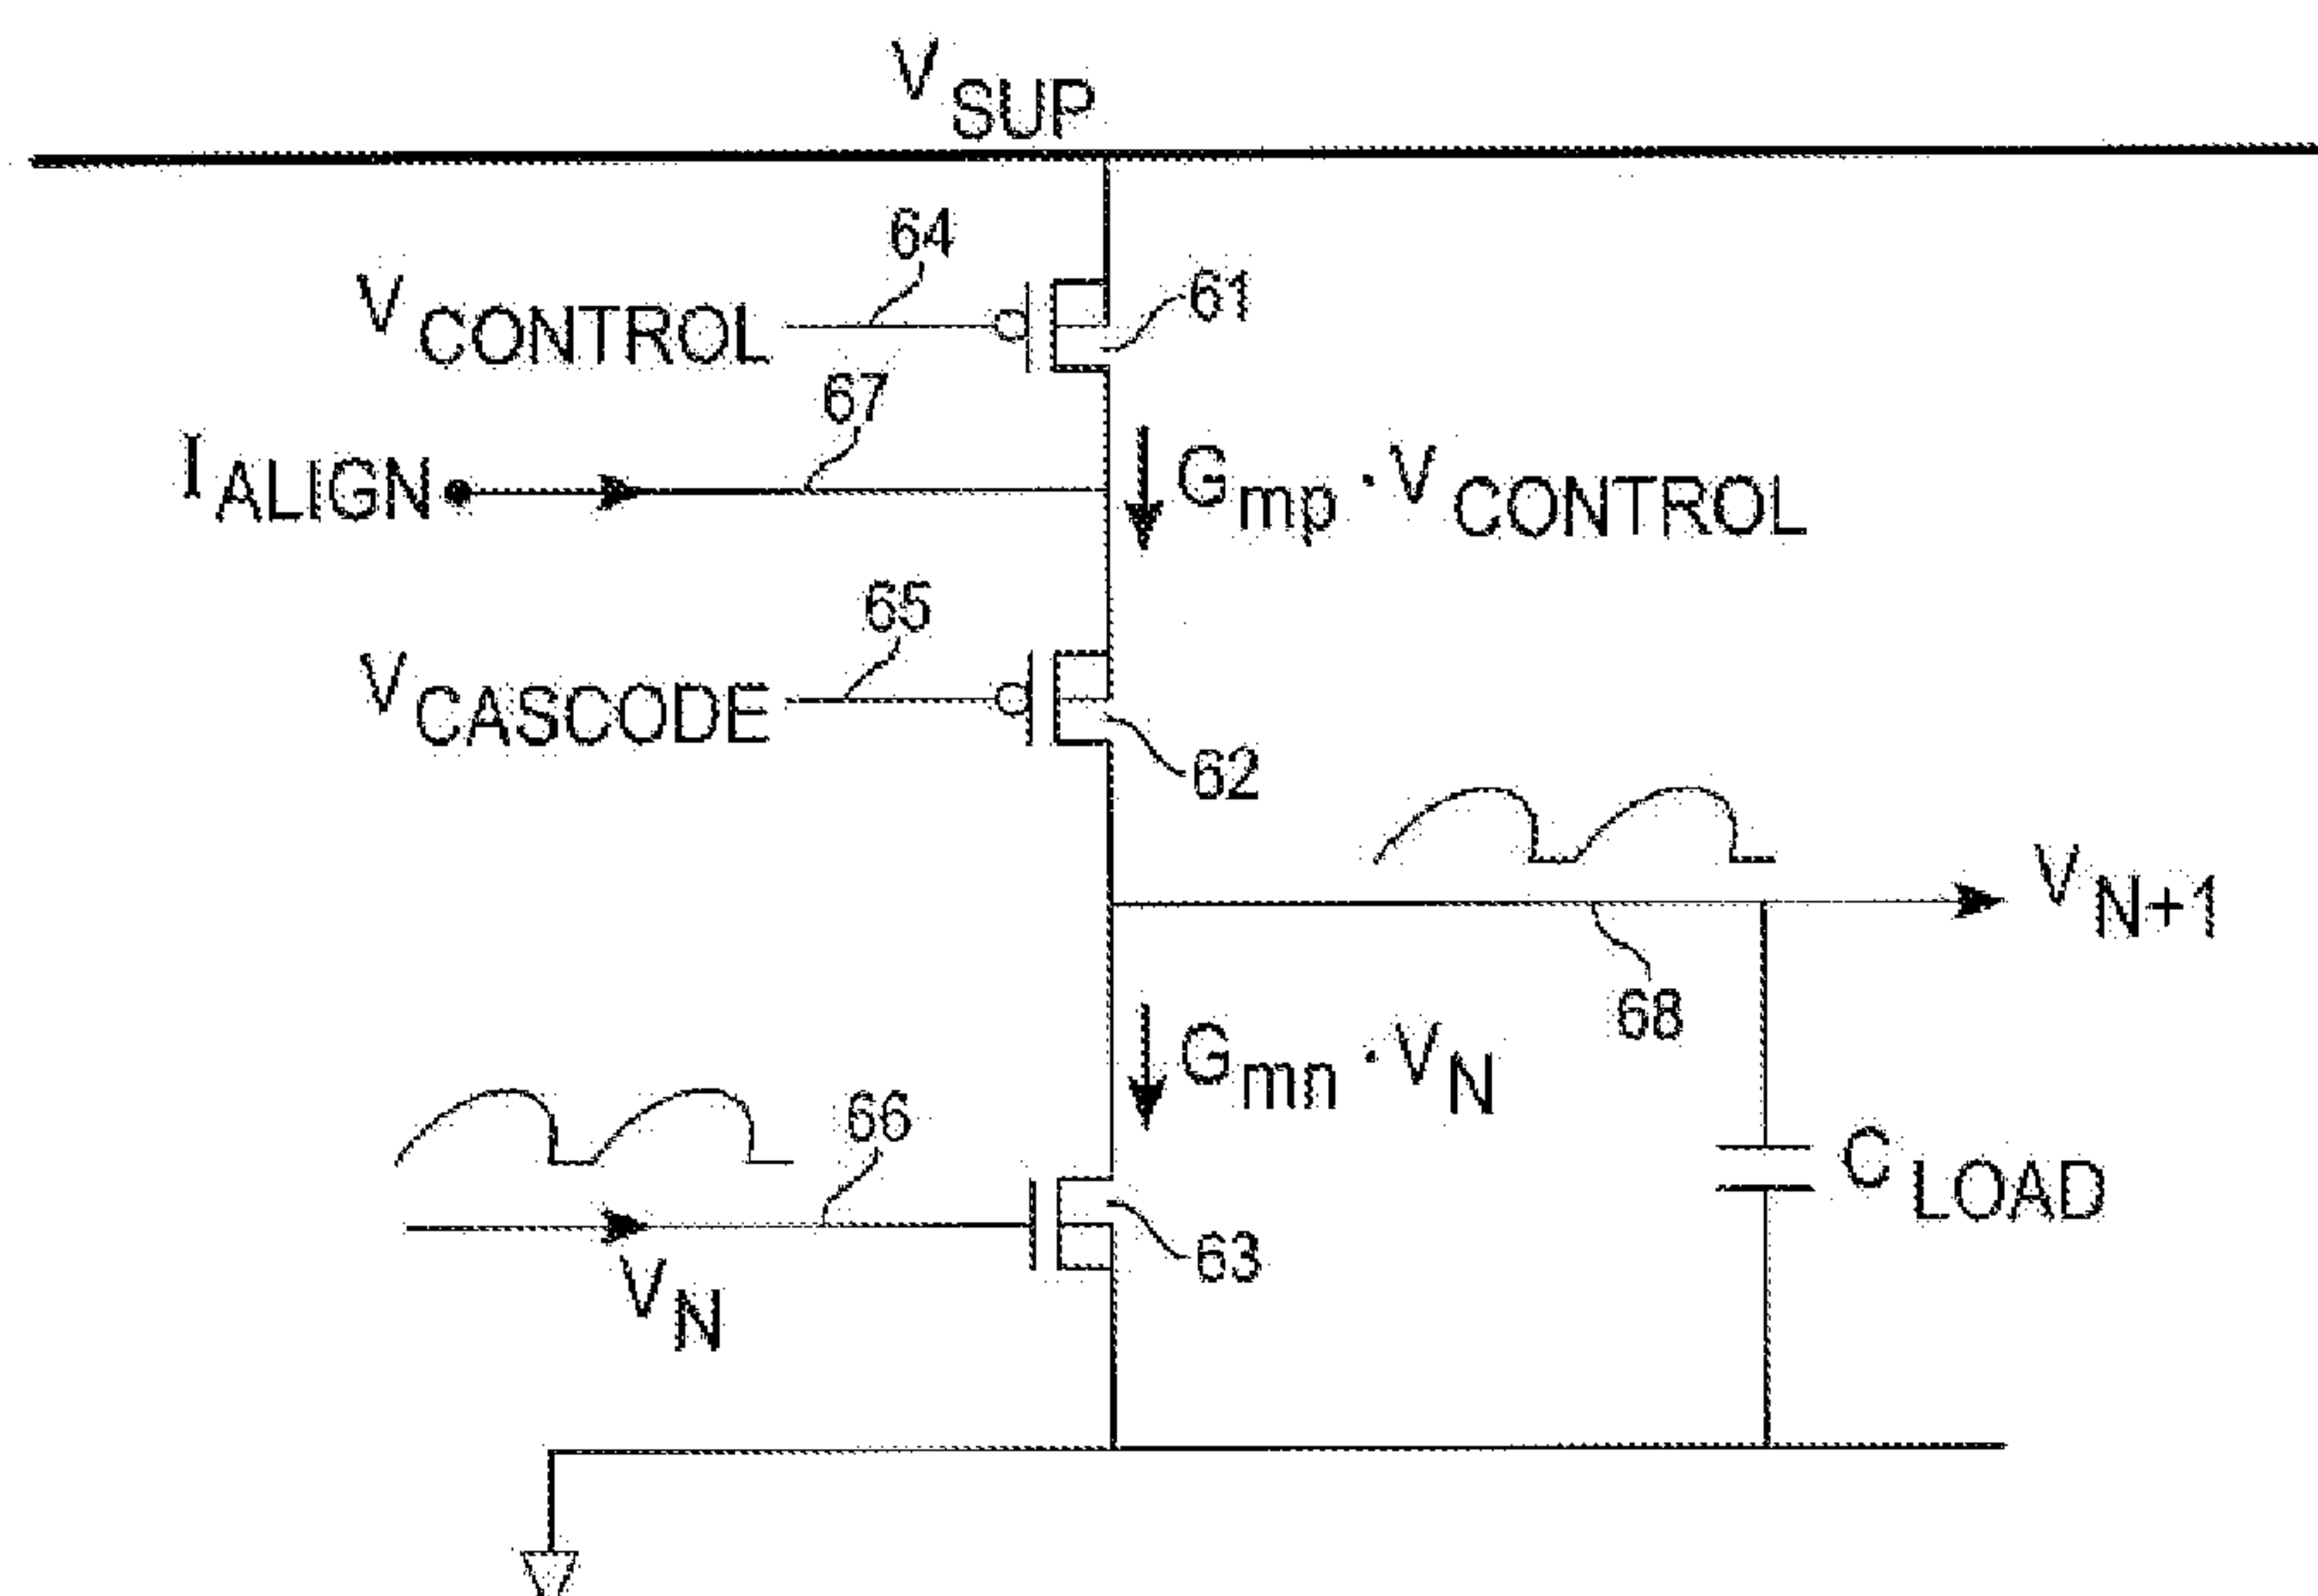 VSUP
64
VCONTROL
61
67
IALIGN
Gmp · VCONTROL
65
VCASCODE
62
VN+1
68
Gmn · VN
66
CLOAD
63
VN